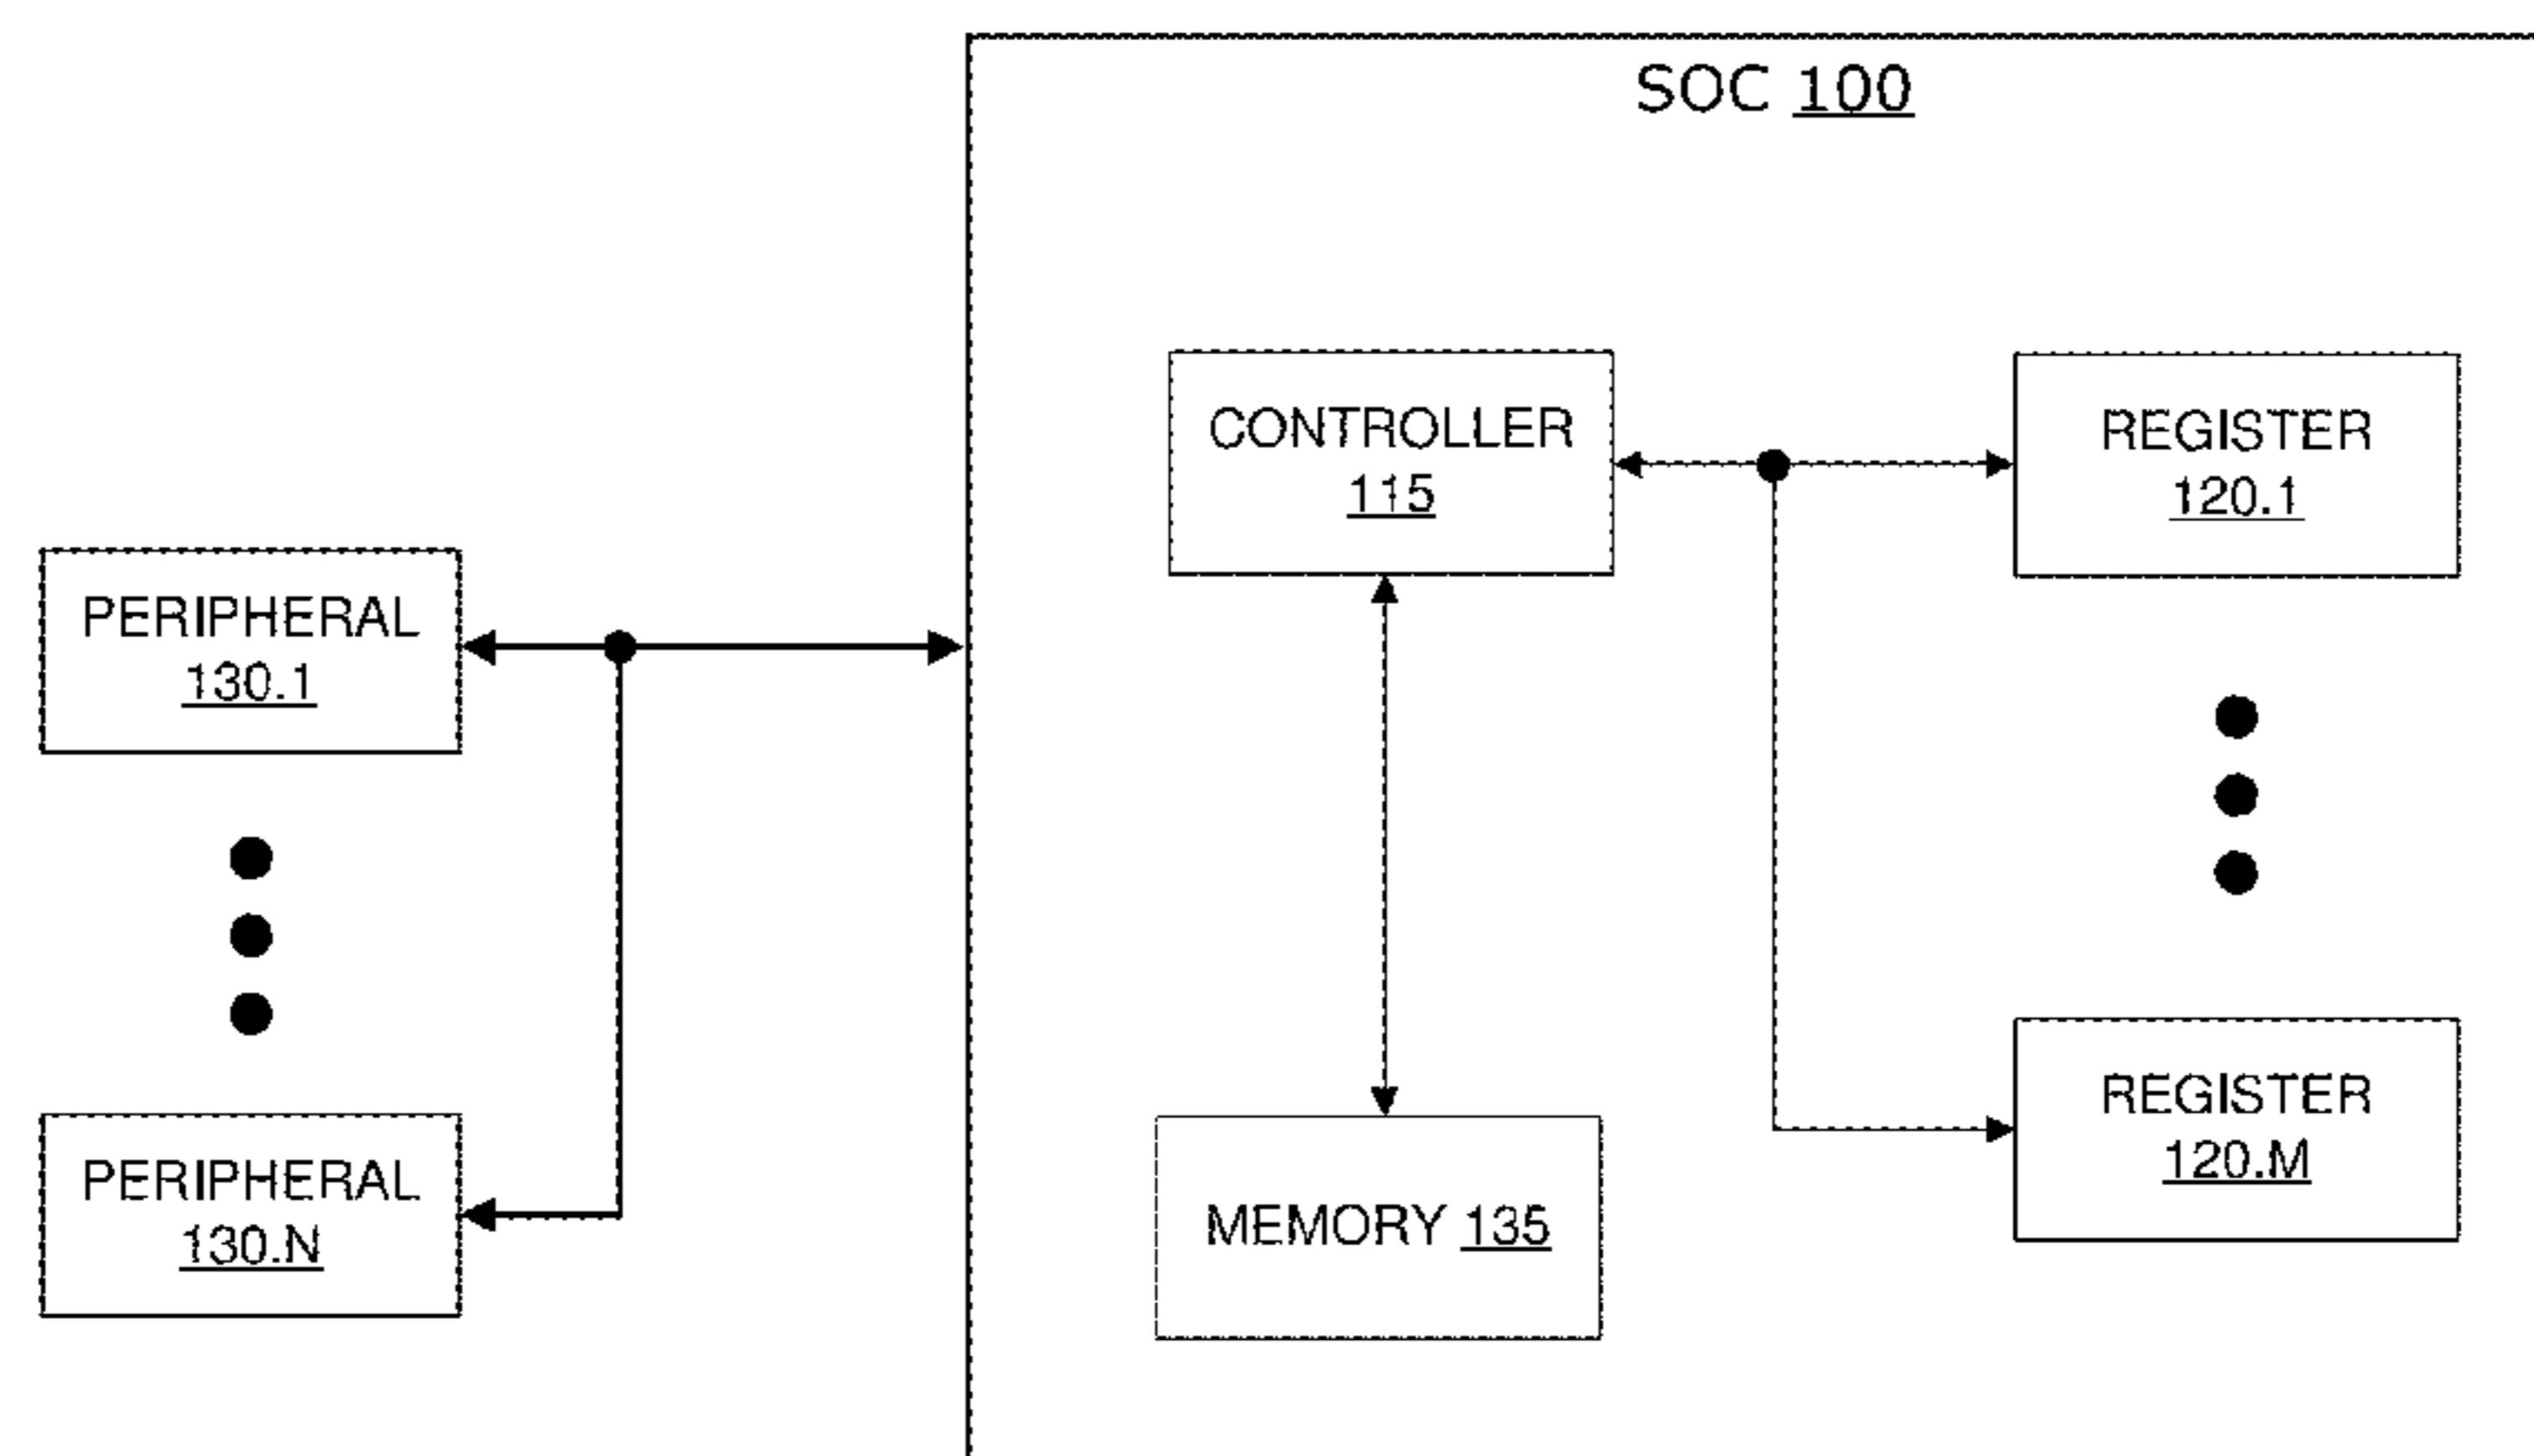 SOC 100
CONTROLLER
115
REGISTER
120.1
PERIPHERAL
130.1
PERIPHERAL
130.N
MEMORY 135
REGISTER
120.M